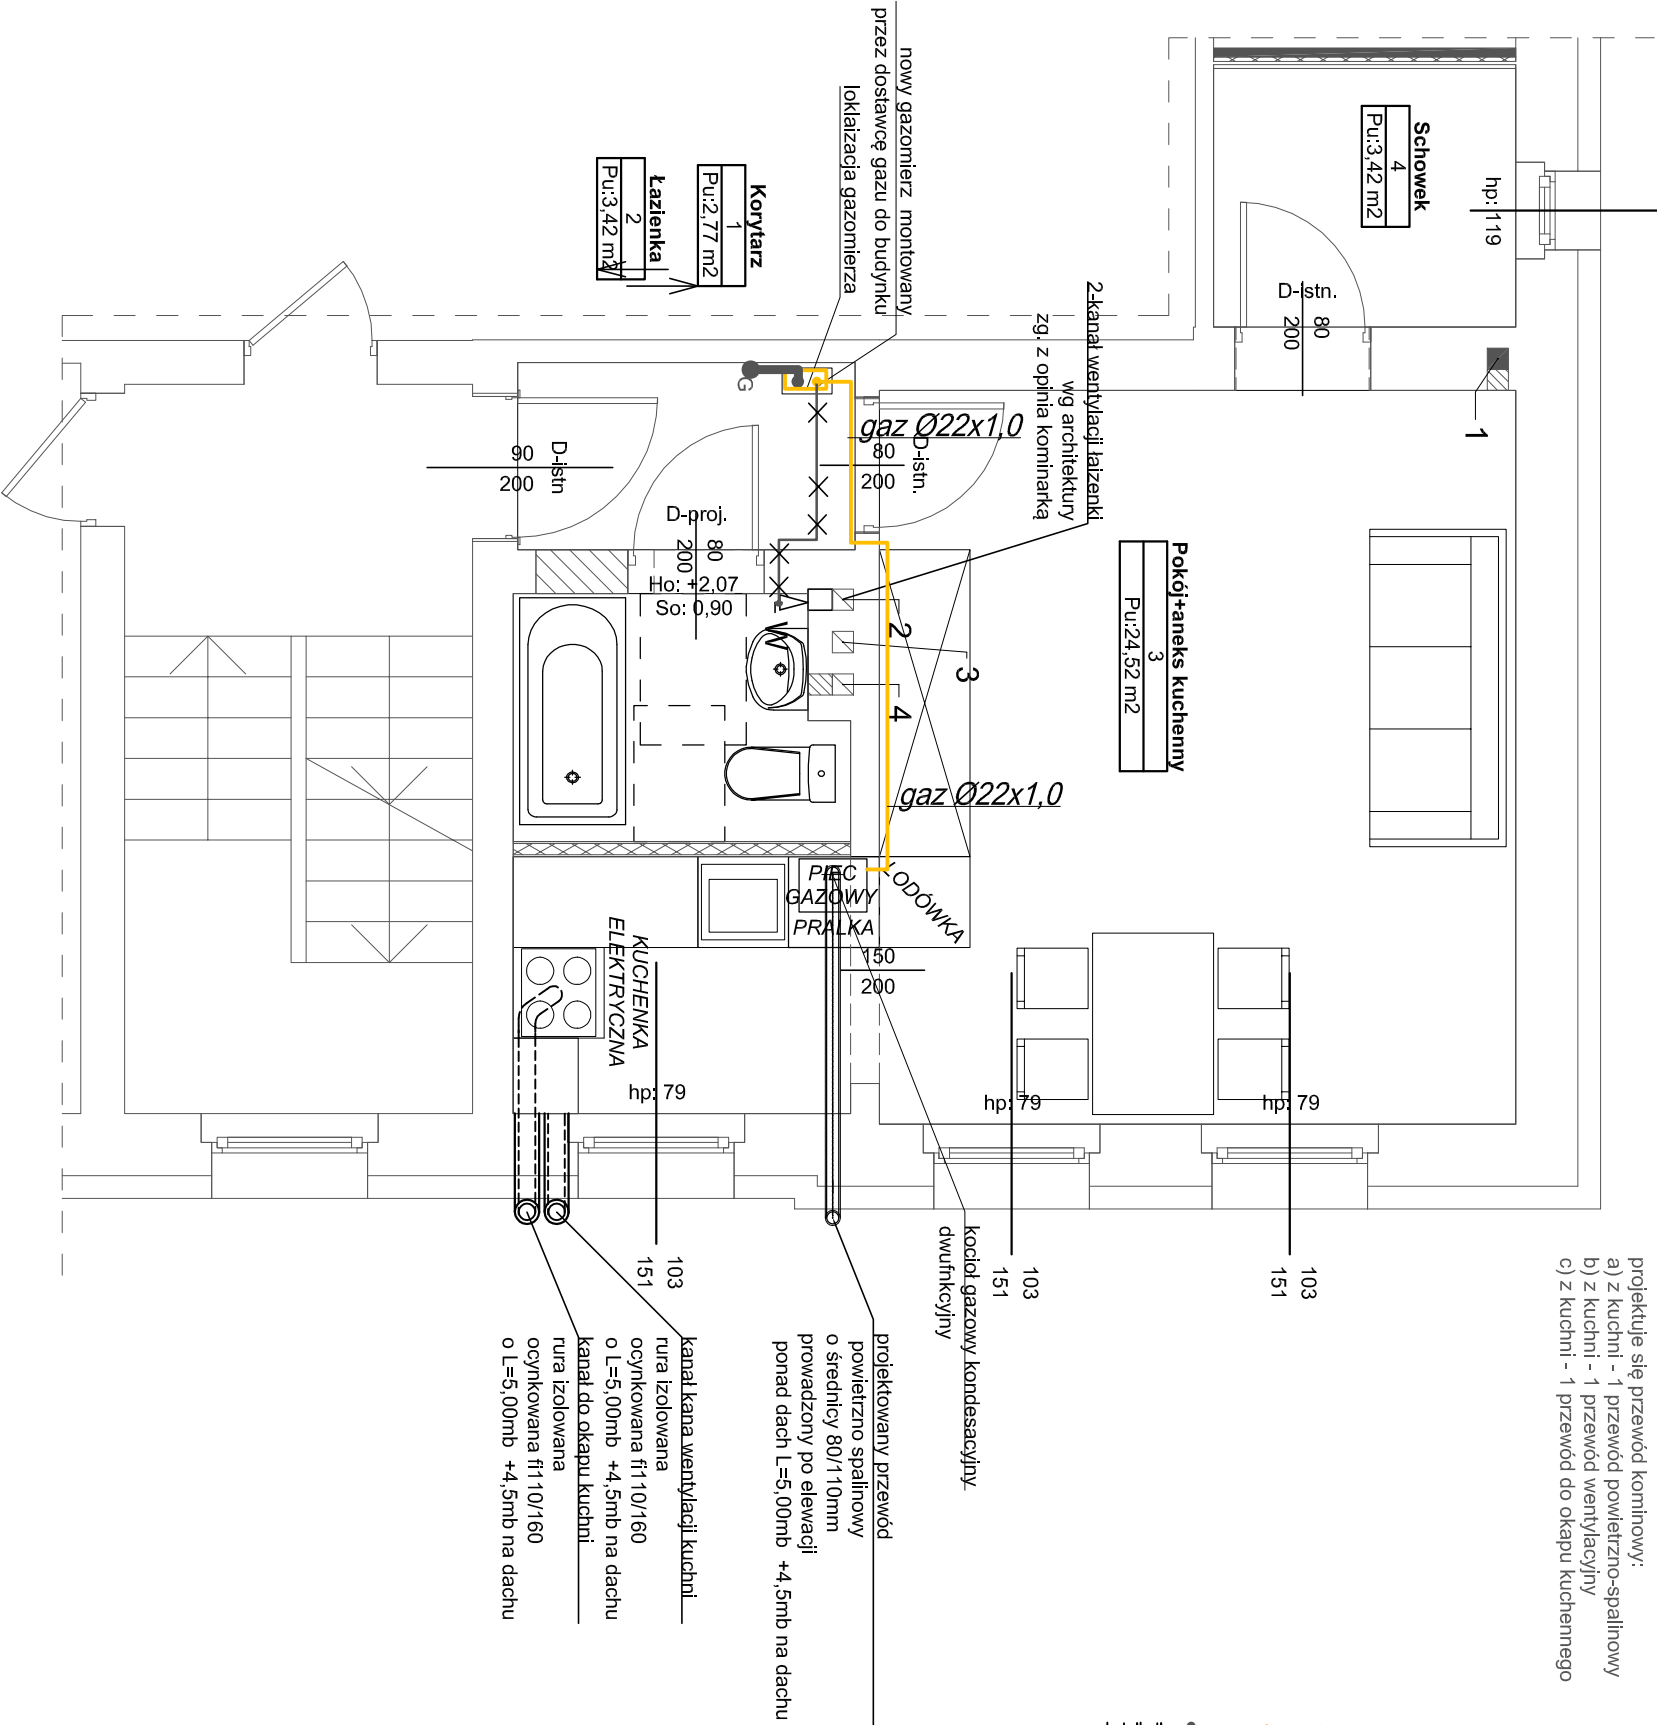 projektuje się przewód kominowy:
a) z kuchni - 1 przewód powietrzno-spalinowy
b) z kuchni - 1 przewód wentylacyjny
c) z kuchni - 1 przewód do okapu kuchennego
Schowek
4
Pu:3,42 m2
hp: 119
D-istn.
80
200
1
nowy gazomierz montowany
przez dostawcę gazu do budynku
loklaizacja gazomierza
2-kanał wentylacji łaizenki
wg architektury
zg. z opinia kominarką
Korytarz
1
Pu:2,77 m2
Łazienka
2
Pu:3,42 m2
G
gaz Ø22x1,0
D-istn.
80
200
D-istn
90
200
D-proj.
80
200
Ho: +2,07
So: 0,90
W
2
3
4
Pokój+aneks kuchenny
3
Pu:24,52 m2
gaz Ø22x1,0
PIEC
GAZOWY
PRALKA
LODÓWKA
150
200
KUCHENKA
ELEKTRYCZNA
hp: 79
hp: 79
hp: 79
103
151
103
151
103
151
kocioł gazowy kondesacyjny
dwufnkcyjny
projektowany przewód
powietrzno spalinowy
o średnicy 80/110mm
prowadzony po elewacji
ponad dach L=5,00mb +4,5mb na dachu
kanał kana wentylacji kuchni
rura izolowana
ocynkowana fi110/160
o L=5,00mb +4,5mb na dachu
kanał do okapu kuchni
rura izolowana
ocynkowana fi110/160
o L=5,00mb +4,5mb na dachu